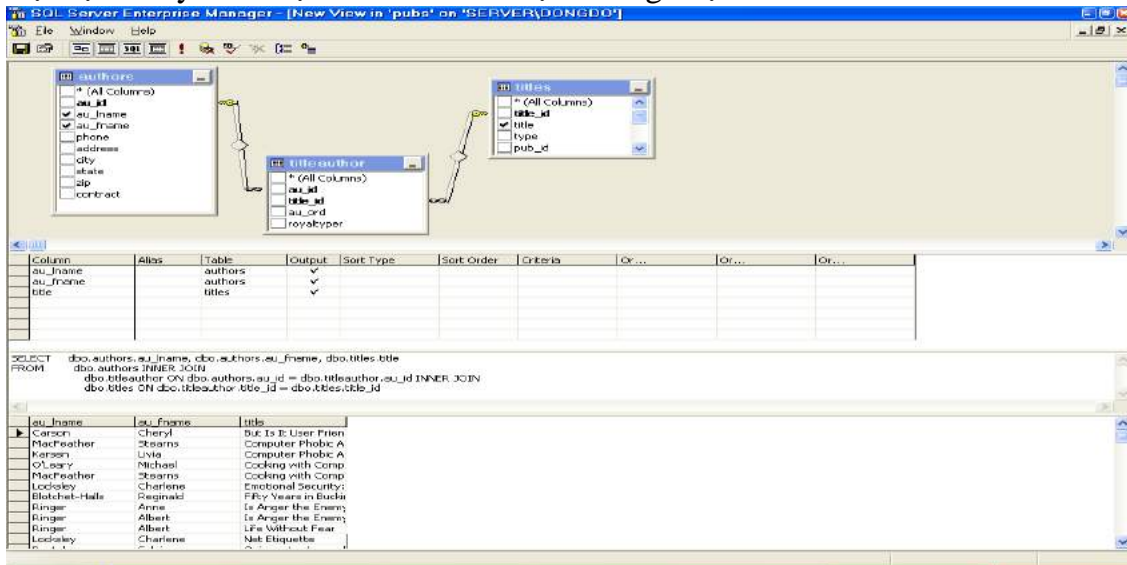 SQL Server Enterprise Manager - [New View in 'pubs' on 'SERVER\DONGDO']
File Window Help
SQL
authors
* (All Columns)
au_id
au_lname
au_fname
phone
address
city
state
zip
contract
titleauthor
* (All Columns)
au_id
title_id
au_ord
royaltyper
titles
* (All Columns)
title_id
title
type
pub_id
Column Alias Table Output Sort Type Sort Order Criteria Or... Or... Or...
au_lname authors
au_fname authors
title titles
SELECT dbo.authors.au_lname, dbo.authors.au_fname, dbo.titles.title
FROM dbo.authors INNER JOIN
dbo.titleauthor ON dbo.authors.au_id = dbo.titleauthor.au_id INNER JOIN
dbo.titles ON dbo.titleauthor.title_id = dbo.titles.title_id
au_lname au_fname title
Carson Cheryl But Is It User Frien
MacFeather Stearns Computer Phobic A
Karsen Livia Computer Phobic A
O'Leary Michael Cooking with Comp
MacFeather Stearns Cooking with Comp
Locksley Charlene Emotional Security:
Blotchet-Halls Reginald Fifty Years in Buckin
Ringer Anne Is Anger the Enemy
Ringer Albert Is Anger the Enemy
Ringer Albert Life Without Fear
Locksley Charlene Net Etiquette